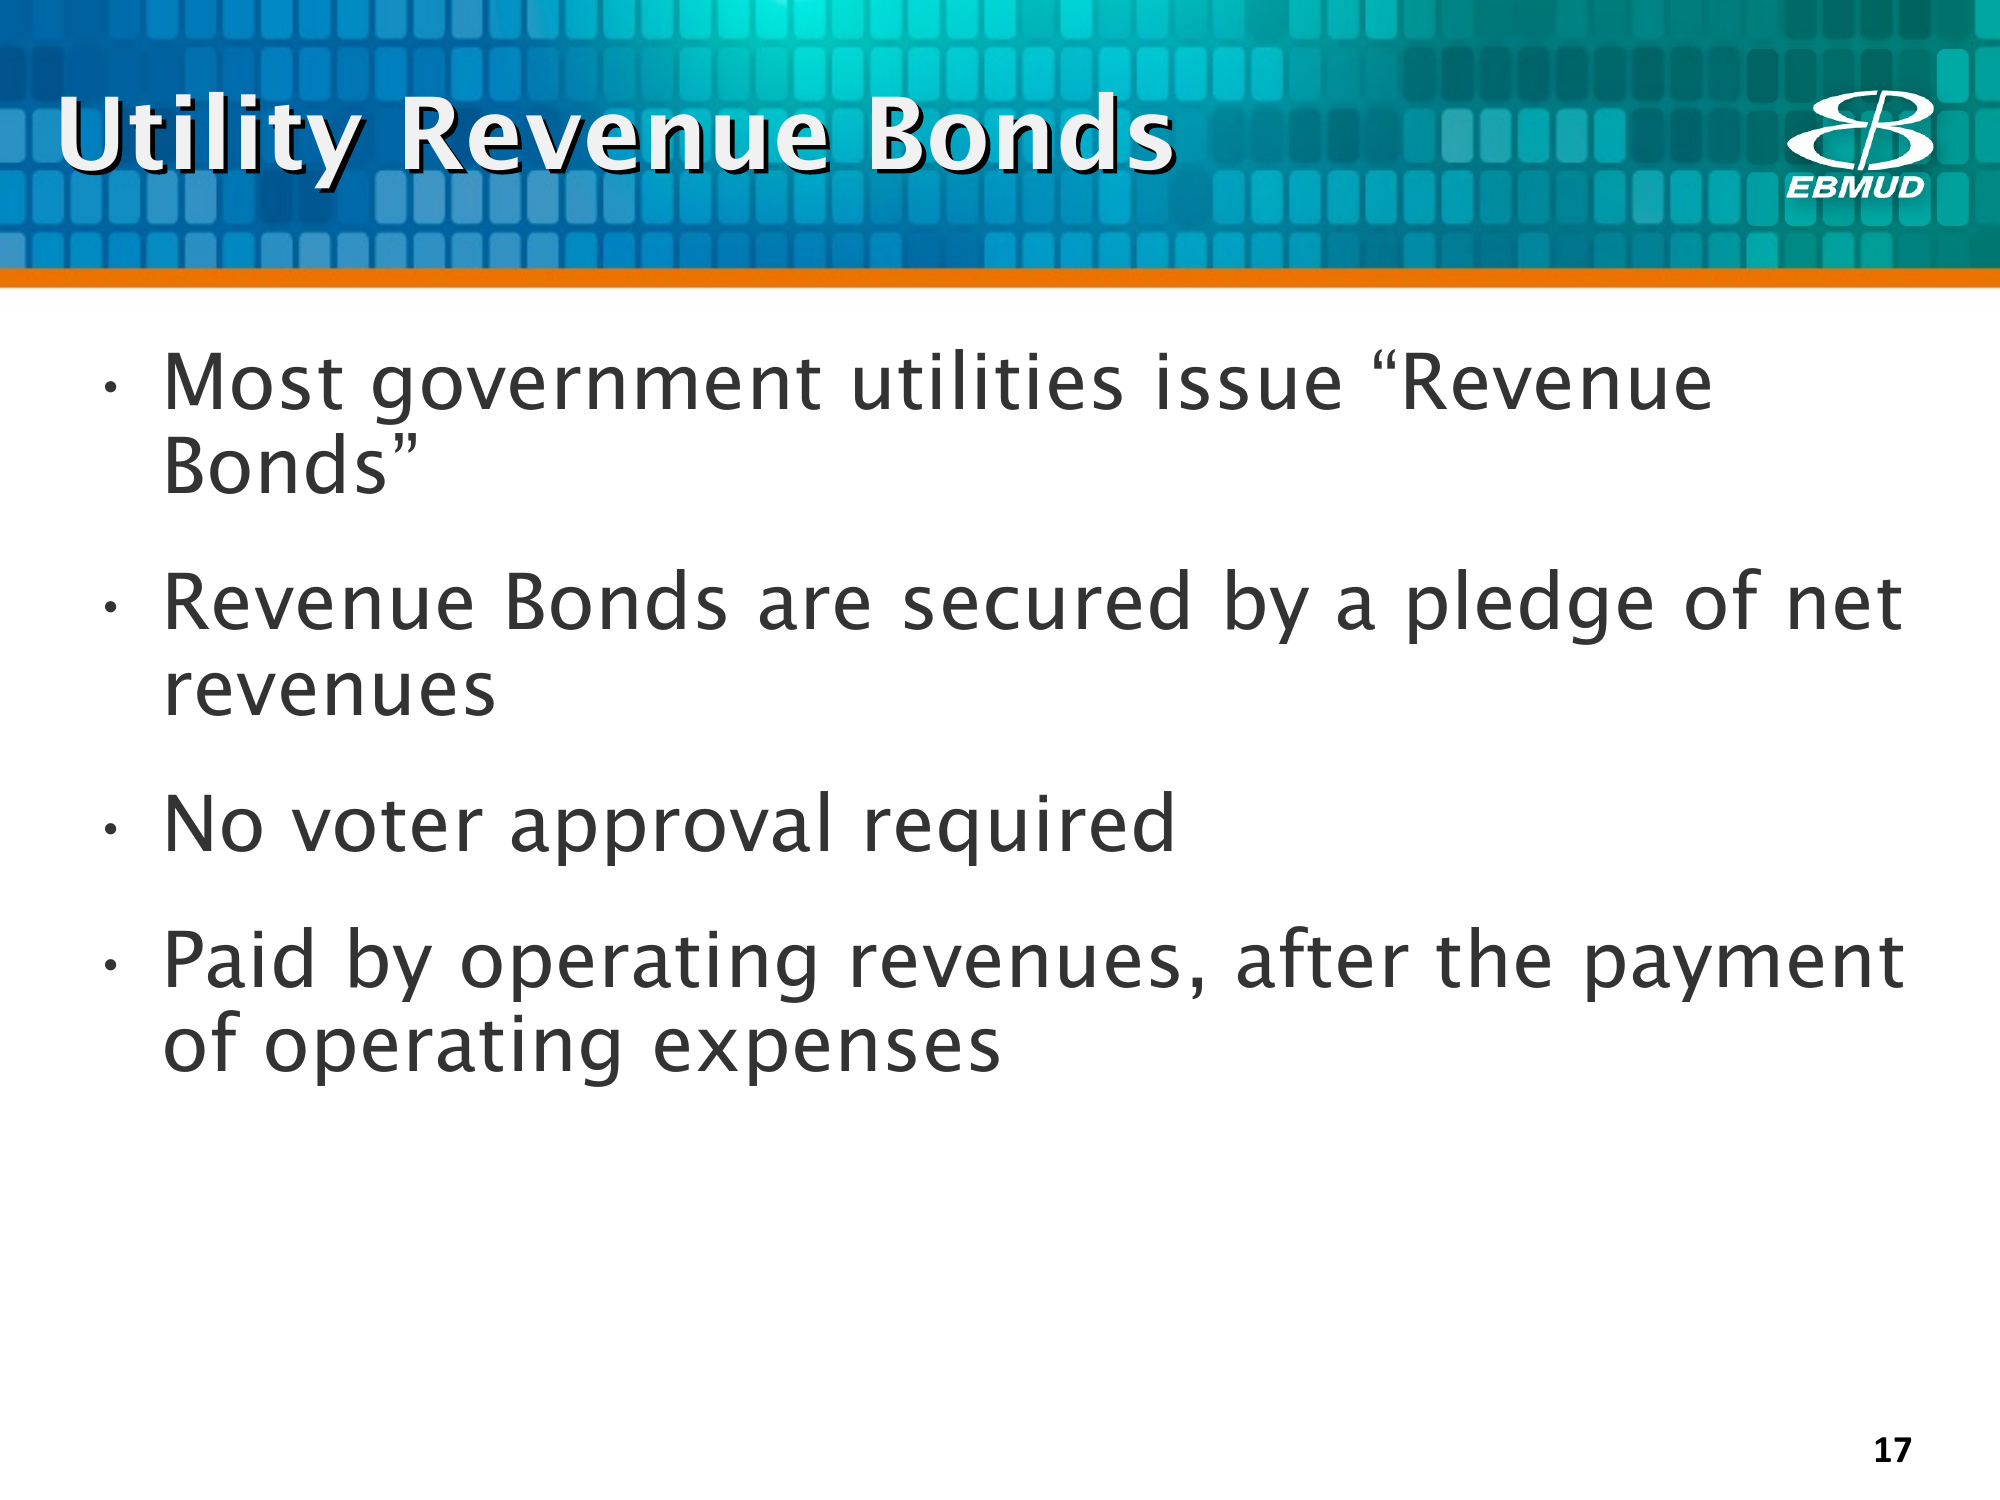 Utility Revenue Bonds
EBMUD
• Most government utilities issue “Revenue
Bonds”
• Revenue Bonds are secured by a pledge of net
revenues
• No voter approval required
• Paid by operating revenues, after the payment
of operating expenses
17